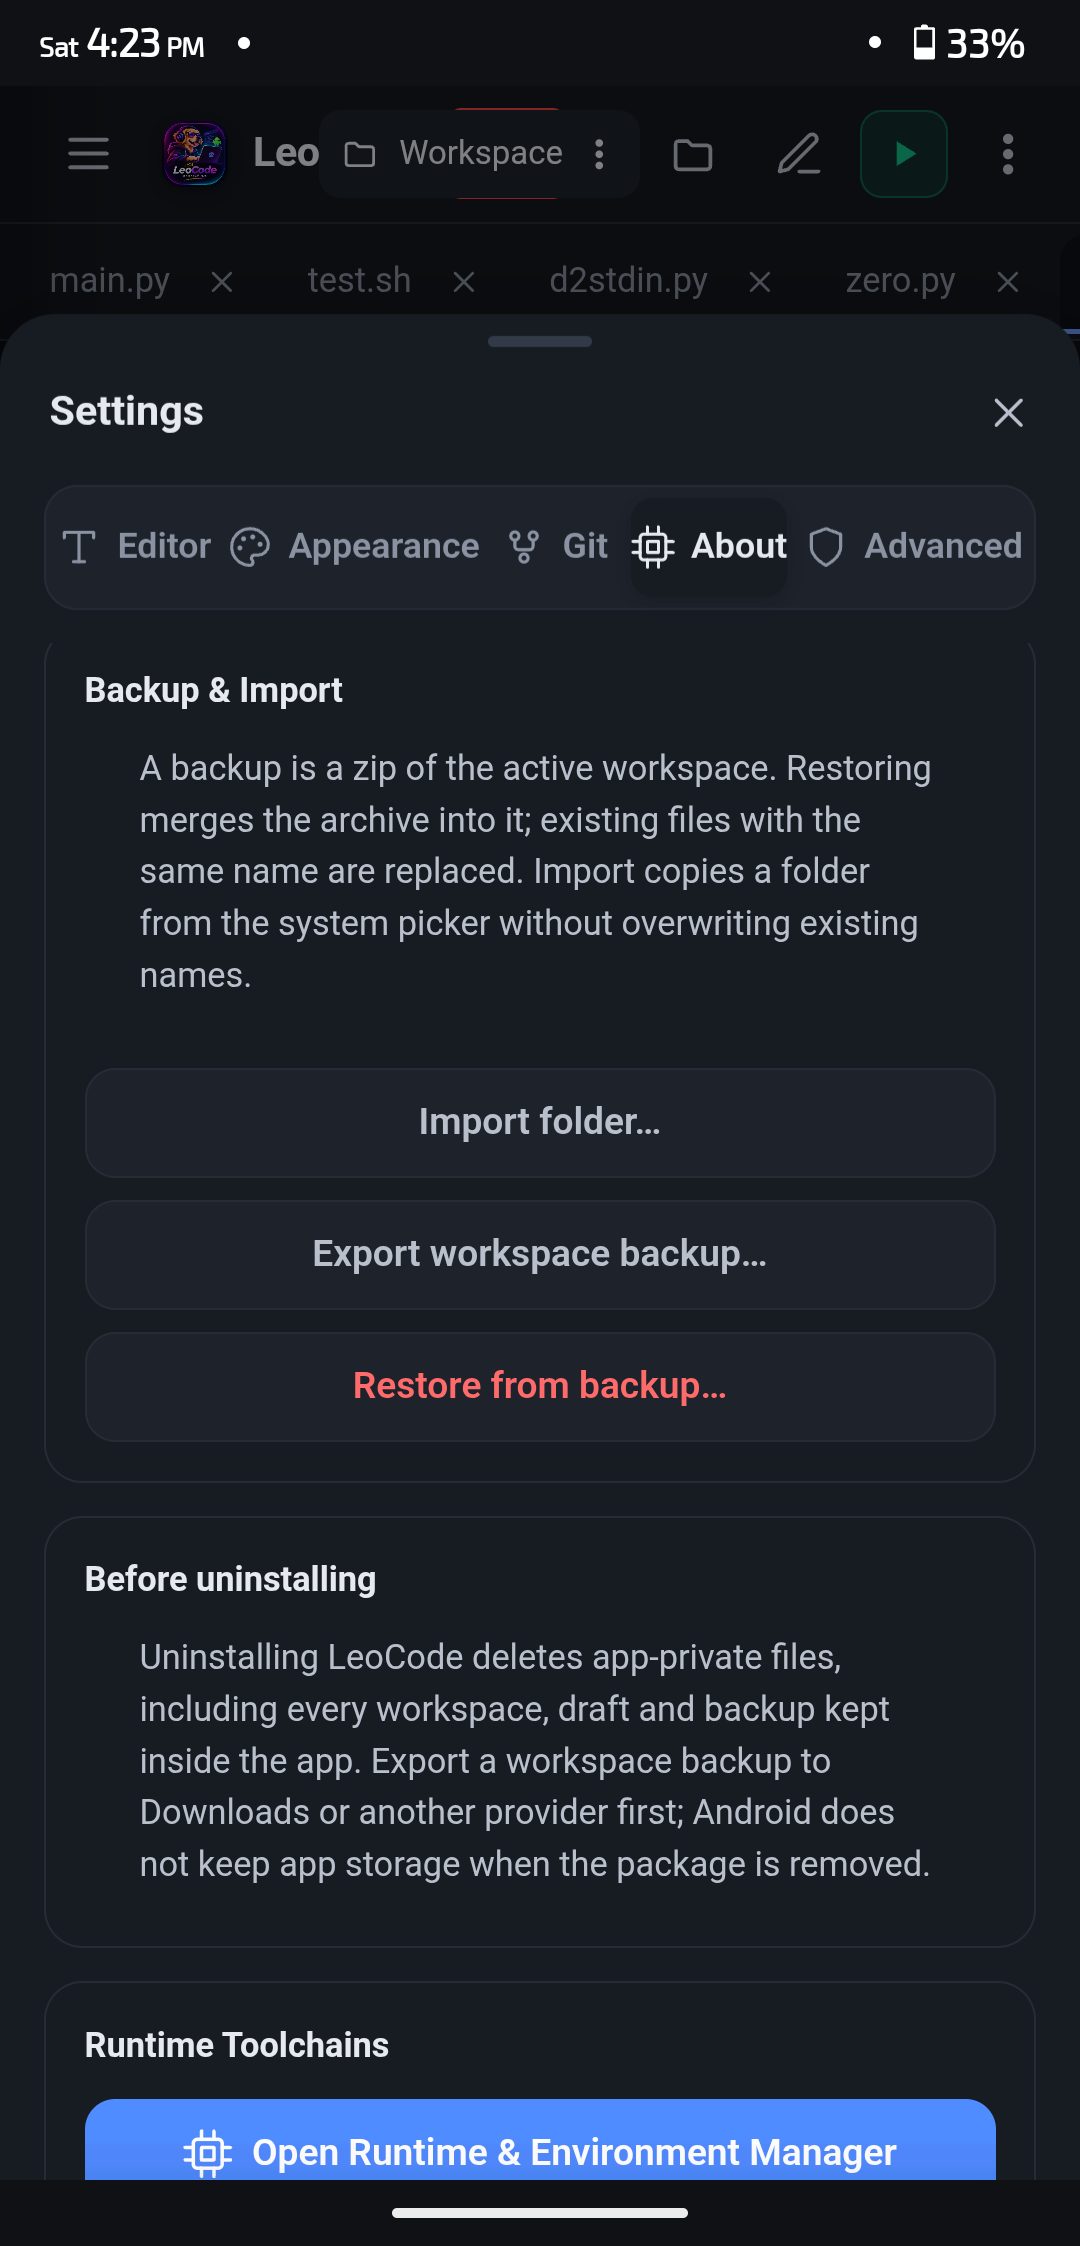 Sat 4:23 PM
33%
Leo
Workspace
main.py
test.sh
d2stdin.py
zero.py
Settings
Editor
Appearance
Git
About
Advanced
Backup & Import
A backup is a zip of the active workspace. Restoring
merges the archive into it; existing files with the
same name are replaced. Import copies a folder
from the system picker without overwriting existing
names.
Import folder…
Export workspace backup…
Restore from backup…
Before uninstalling
Uninstalling LeoCode deletes app-private files,
including every workspace, draft and backup kept
inside the app. Export a workspace backup to
Downloads or another provider first; Android does
not keep app storage when the package is removed.
Runtime Toolchains
Open Runtime & Environment Manager